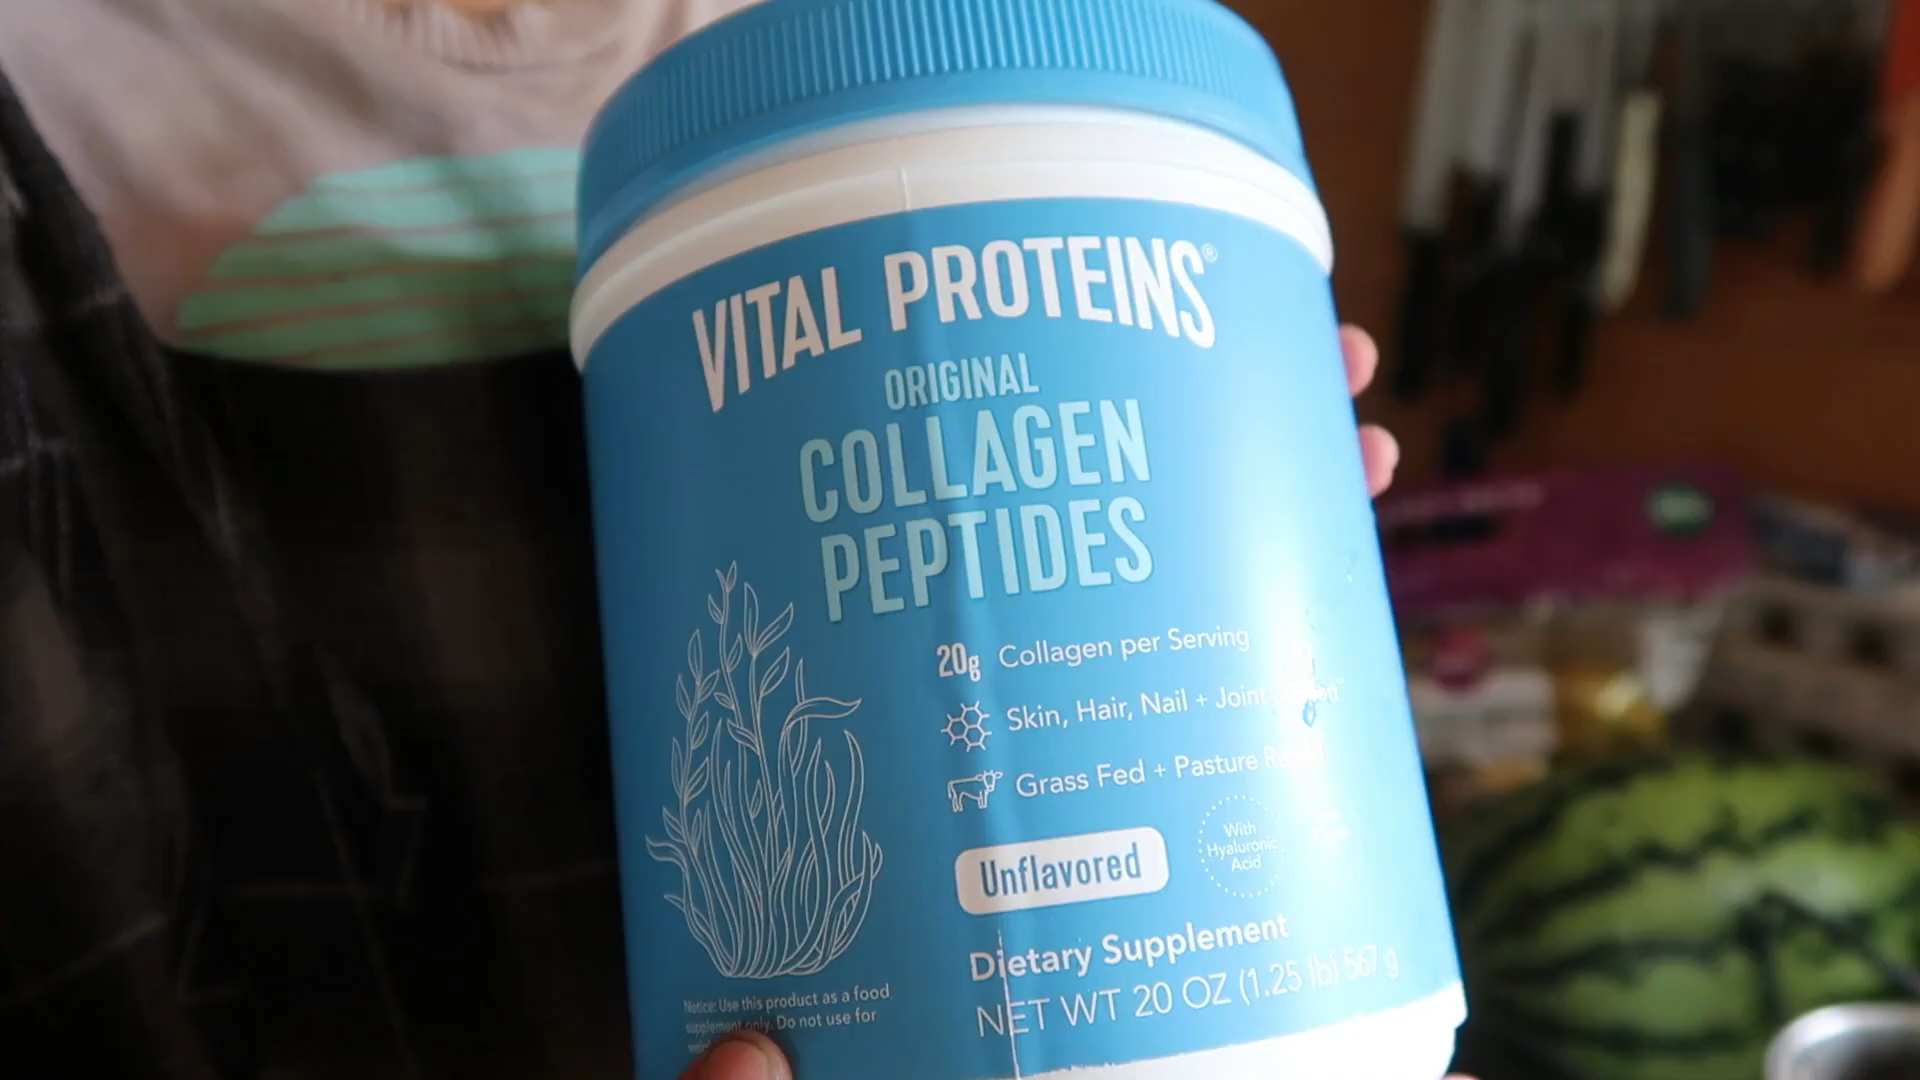 VITAL PROTEINS®
ORIGINAL
COLLAGEN
PEPTIDES
20g Collagen per Serving
Skin, Hair, Nail + Joint
Grass Fed + Pasture
Unflavored
With
Hyaluronic
Acid
Dietary Supplement
NET WT 20 OZ (1.25 lb) 567 g
Notice: Use this product as a food
supplement only. Do not use for